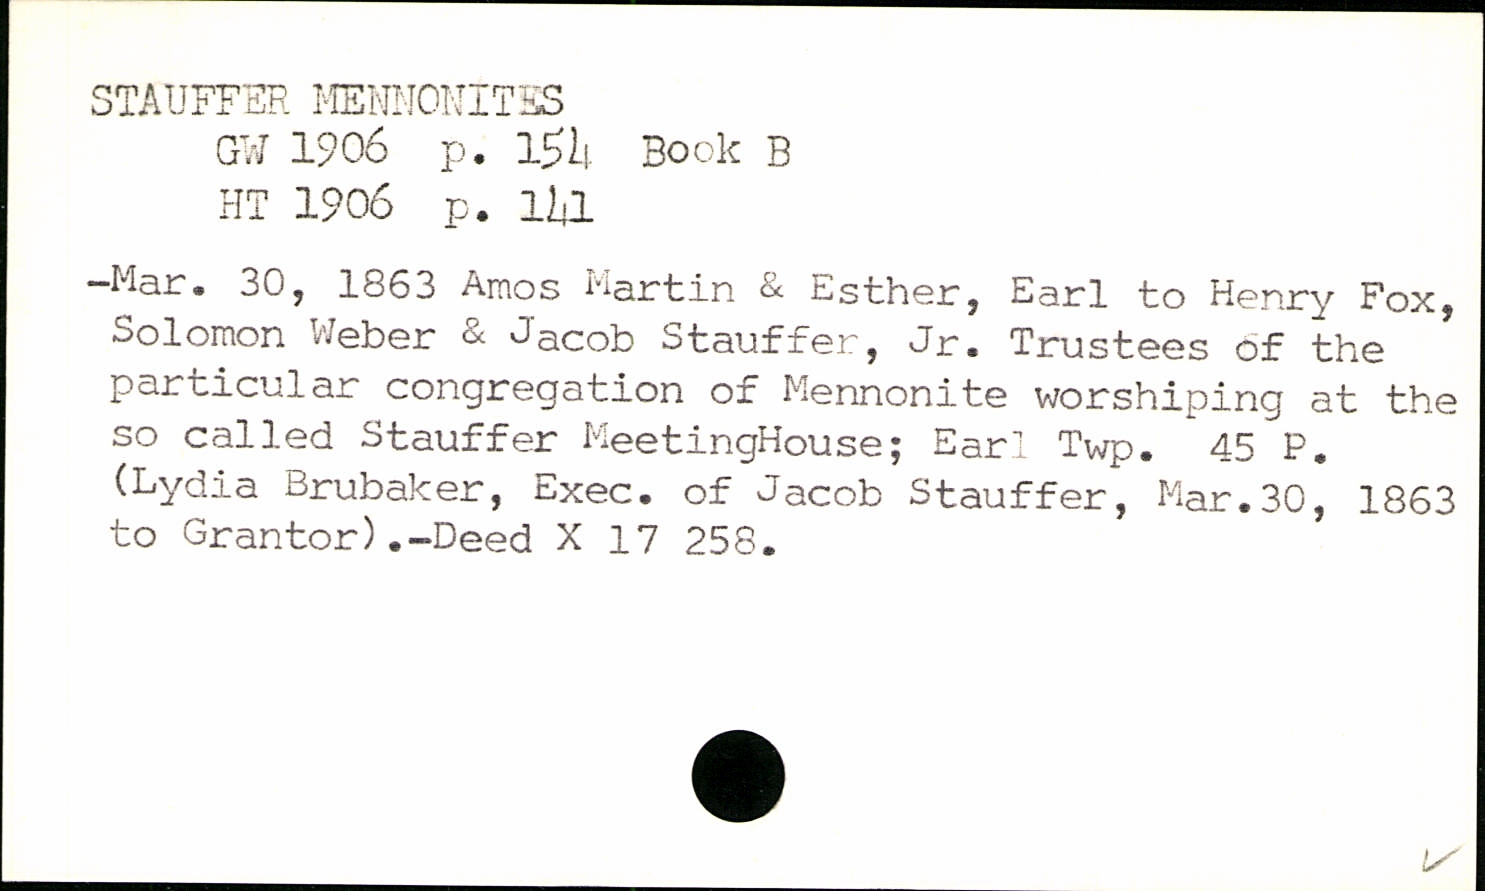 STAUFFER MENNONITES
GW 1906 p. 154 Book B
HT 1906 p. 141
-Mar. 30, 1863 Amos Martin & Esther, Earl to Henry Fox,
Solomon Weber & Jacob Stauffer, Jr. Trustees of the
particular congregation of Mennonite worshiping at the
so called Stauffer MeetingHouse; Earl Twp. 45 P.
(Lydia Brubaker, Exec. of Jacob Stauffer, Mar.30, 1863
to Grantor).-Deed X 17 258.